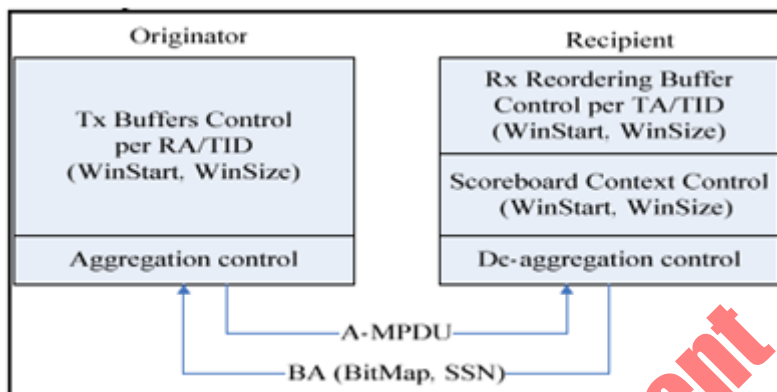 Originator
Recipient
Tx Buffers Control
per RA/TID
(WinStart, WinSize)
Aggregation control
Rx Reordering Buffer
Control per TA/TID
(WinStart, WinSize)
Scoreboard Context Control
(WinStart, WinSize)
De-aggregation control
A-MPDU
BA (BitMap, SSN)